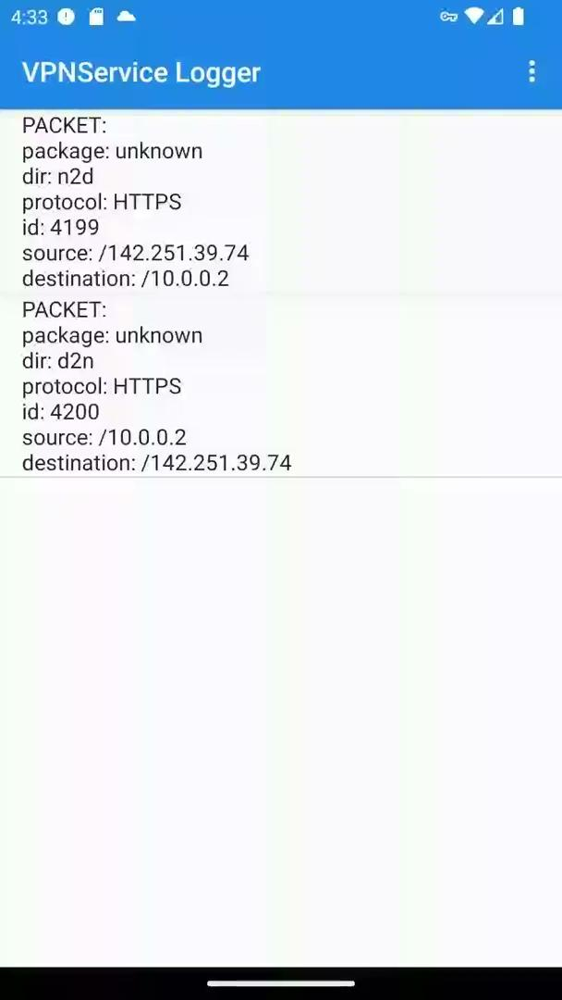 4:33
VPNService Logger
PACKET:
package: unknown
dir: n2d
protocol: HTTPS
id: 4199
source: /142.251.39.74
destination: /10.0.0.2
PACKET:
package: unknown
dir: d2n
protocol: HTTPS
id: 4200
source: /10.0.0.2
destination: /142.251.39.74